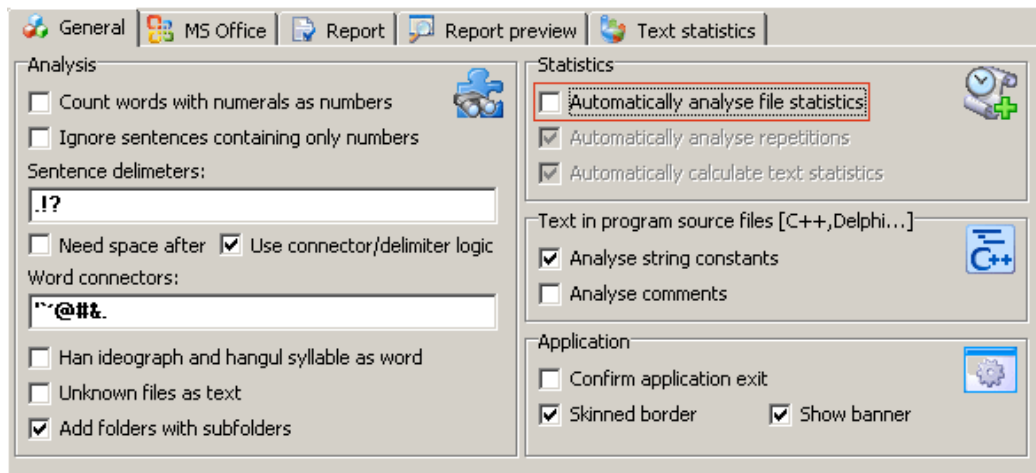 General MS Office Report Report preview Text statistics
Analysis
Count words with numerals as numbers
Ignore sentences containing only numbers
Sentence delimeters:
.!?
Need space after Use connector/delimiter logic
Word connectors:
'`~@#&.
Han ideograph and hangul syllable as word
Unknown files as text
Add folders with subfolders
Statistics
Automatically analyse file statistics
Automatically analyse repetitions
Automatically calculate text statistics
Text in program source files [C++,Delphi...]
C++
Analyse string constants
Analyse comments
Application
Confirm application exit
Skinned border Show banner